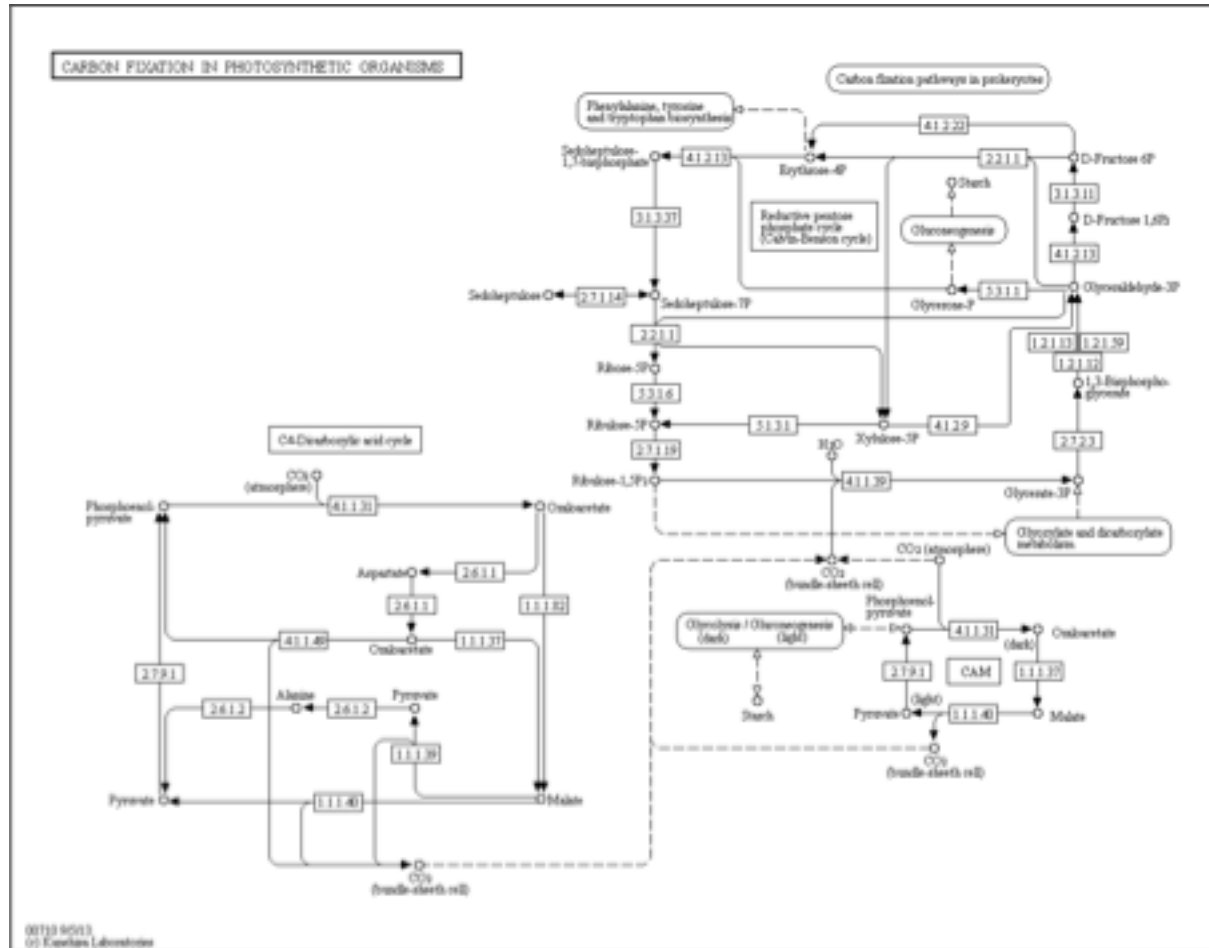 CARBON FIXATION IN PHOTOSYNTHETIC ORGANISMS
Carbon fixation pathways in prokaryotes
Phenylalanine, tyrosine
and tryptophan biosynthesis
4.1.2.22
Sedoheptulose-
1,7-bisphosphate
4.1.2.13
Erythrose-4P
2.2.1.1
D-Fructose 6P
Starch
3.1.3.11
3.1.3.37
Reductive pentose
phosphate cycle
(Calvin-Benson cycle)
Gluconeogenesis
D-Fructose 1,6P2
4.1.2.13
Sedoheptulose
2.7.1.14
Sedoheptulose-7P
Glycerone-P
5.3.1.1
Glyceraldehyde-3P
2.2.1.1
1.2.1.13
1.2.1.59
1.2.1.12
Ribose-5P
5.3.1.6
1,3-Bisphospho-
glycerate
Ribulose-5P
5.1.3.1
Xylulose-5P
4.1.2.9
2.7.2.3
C4-Dicarboxylic acid cycle
2.7.1.19
H2O
CO2
(atmosphere)
Ribulose-1,5P2
4.1.1.39
Glycerate-3P
Phosphoenol-
pyruvate
4.1.1.31
Oxaloacetate
Glyoxylate and dicarboxylate
metabolism
CO2 (atmosphere)
CO2
(bundle-sheeth cell)
Aspartate
2.6.1.1
2.6.1.1
1.1.1.82
Phosphoenol-
pyruvate
Glycolysis / Gluconeogenesis
(dark) (light)
4.1.1.31
(dark)
Oxaloacetate
4.1.1.49
Oxaloacetate
1.1.1.37
2.7.9.1
2.7.9.1
CAM
1.1.1.37
Alanine
Pyruvate
2.6.1.2
2.6.1.2
Starch
Pyruvate
(light)
1.1.1.40
Malate
1.1.1.39
CO2
(bundle-sheeth cell)
Pyruvate
1.1.1.40
Malate
CO2
(bundle-sheeth cell)
00710 9/5/13
(c) Kanehisa Laboratories